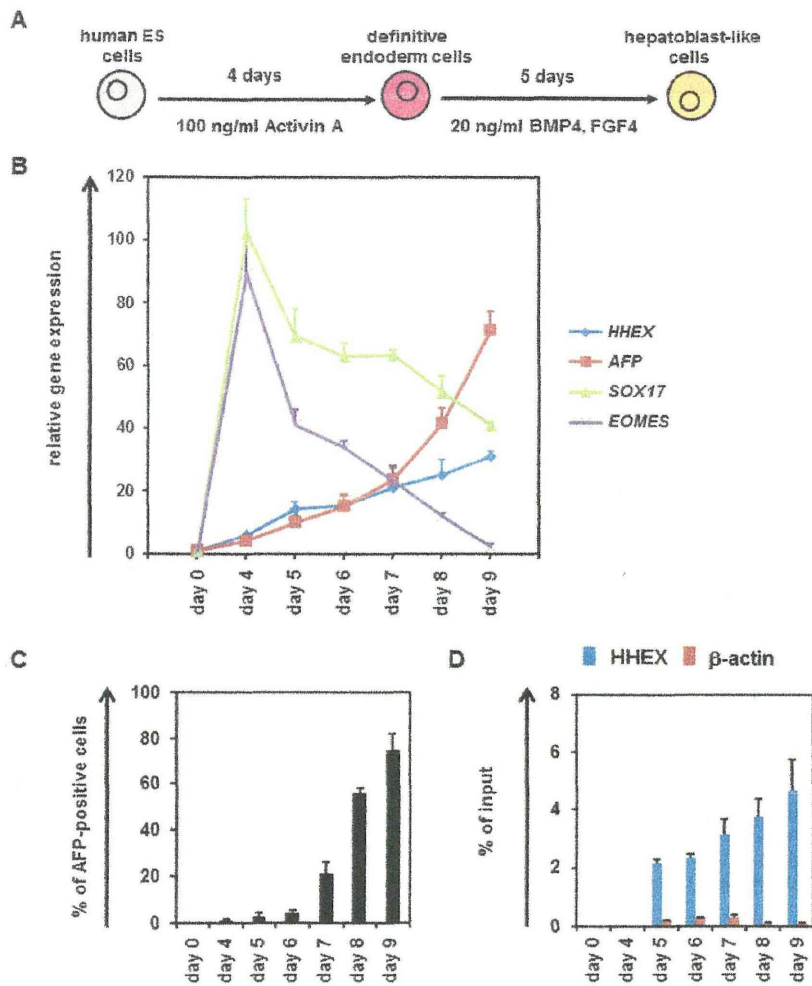 A
human ES
cells
4 days
100 ng/ml Activin A
definitive
endoderm cells
5 days
20 ng/ml BMP4, FGF4
hepatoblast-like
cells
B
relative gene expression
120
100
80
60
40
20
0
day 0
day 4
day 5
day 6
day 7
day 8
day 9
HHEX
AFP
SOX17
EOMES
C
% of AFP-positive cells
100
80
60
40
20
0
day 0
day 4
day 5
day 6
day 7
day 8
day 9
D
HHEX
β-actin
% of input
8
6
4
2
0
day 0
day 4
day 5
day 6
day 7
day 8
day 9